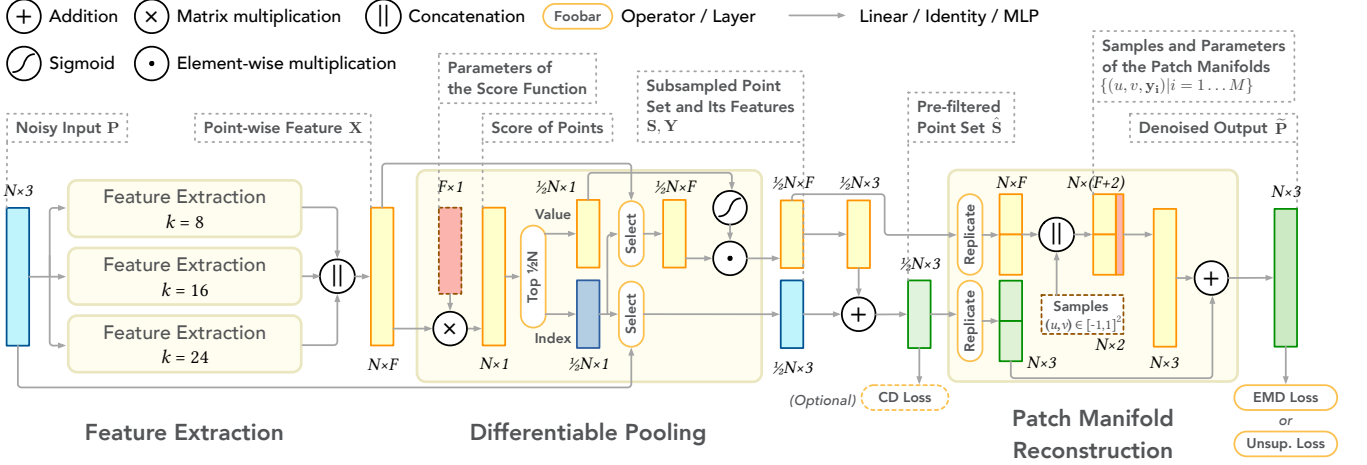 + Addition
× Matrix multiplication
|| Concatenation
Foobar Operator / Layer
Linear / Identity / MLP
Sigmoid
· Element-wise multiplication
Noisy Input P
Point-wise Feature X
Parameters of
the Score Function
Score of Points
Subsampled Point
Set and Its Features
S, Y
Pre-filtered
Point Set Ŝ
Samples and Parameters
of the Patch Manifolds
{(u, v, y_i)|i = 1 … M}
Denoised Output P̃
N×3
Feature Extraction
k = 8
Feature Extraction
k = 16
Feature Extraction
k = 24
||
N×F
F×1
×
N×1
Top ½N
Value
Index
½N×1
½N×1
Select
Select
½N×F
·
½N×F
½N×3
½N×3
+
½N×3
(Optional)
CD Loss
Replicate
Replicate
N×F
N×3
||
Samples
(u,v) ∈ [-1,1]²
N×2
N×(F+2)
N×3
+
N×3
EMD Loss
or
Unsup. Loss
Feature Extraction
Differentiable Pooling
Patch Manifold
Reconstruction